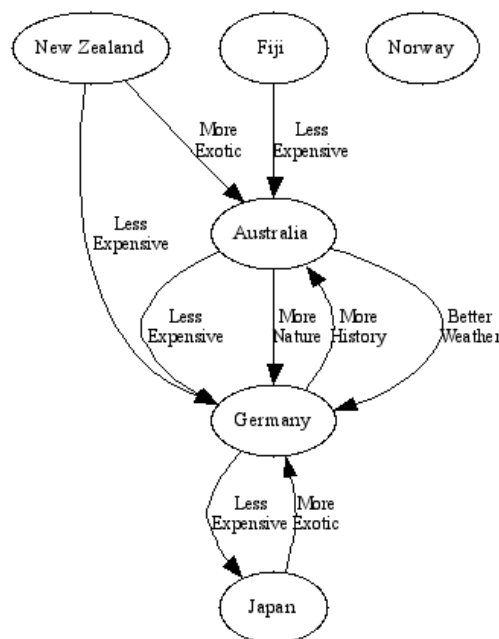 New Zealand
Fiji
Norway
More
Exotic
Less
Expensive
Less
Expensive
Australia
Less
Expensive
More
Nature
More
History
Better
Weather
Germany
Less
Expensive
More
Exotic
Japan